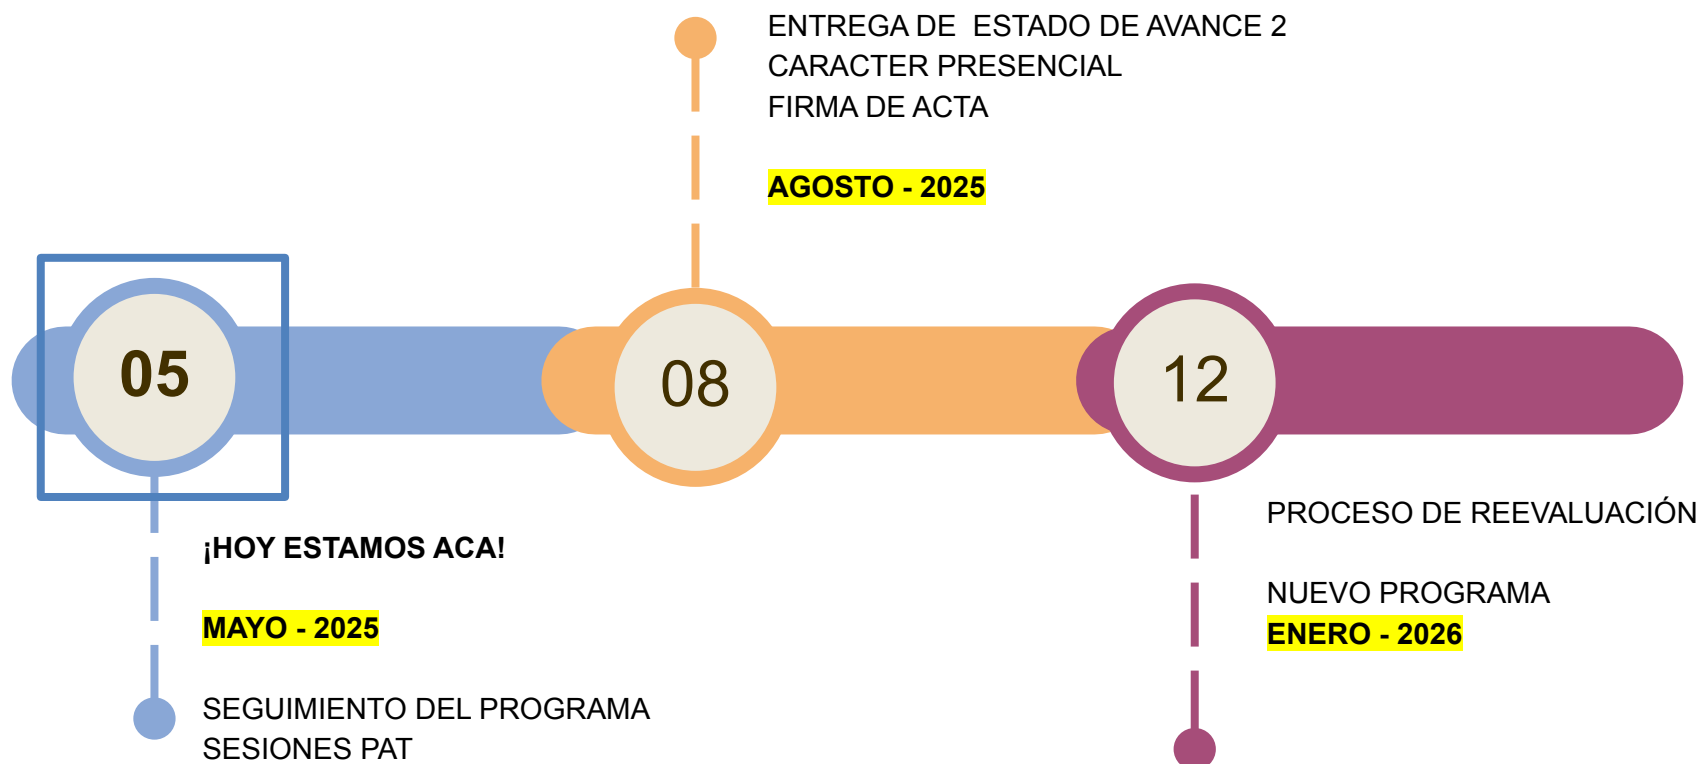 ENTREGA DE ESTADO DE AVANCE 2
CARACTER PRESENCIAL
FIRMA DE ACTA
AGOSTO - 2025
05
08
12
¡HOY ESTAMOS ACA!
MAYO - 2025
SEGUIMIENTO DEL PROGRAMA
SESIONES PAT
PROCESO DE REEVALUACIÓN
NUEVO PROGRAMA
ENERO - 2026